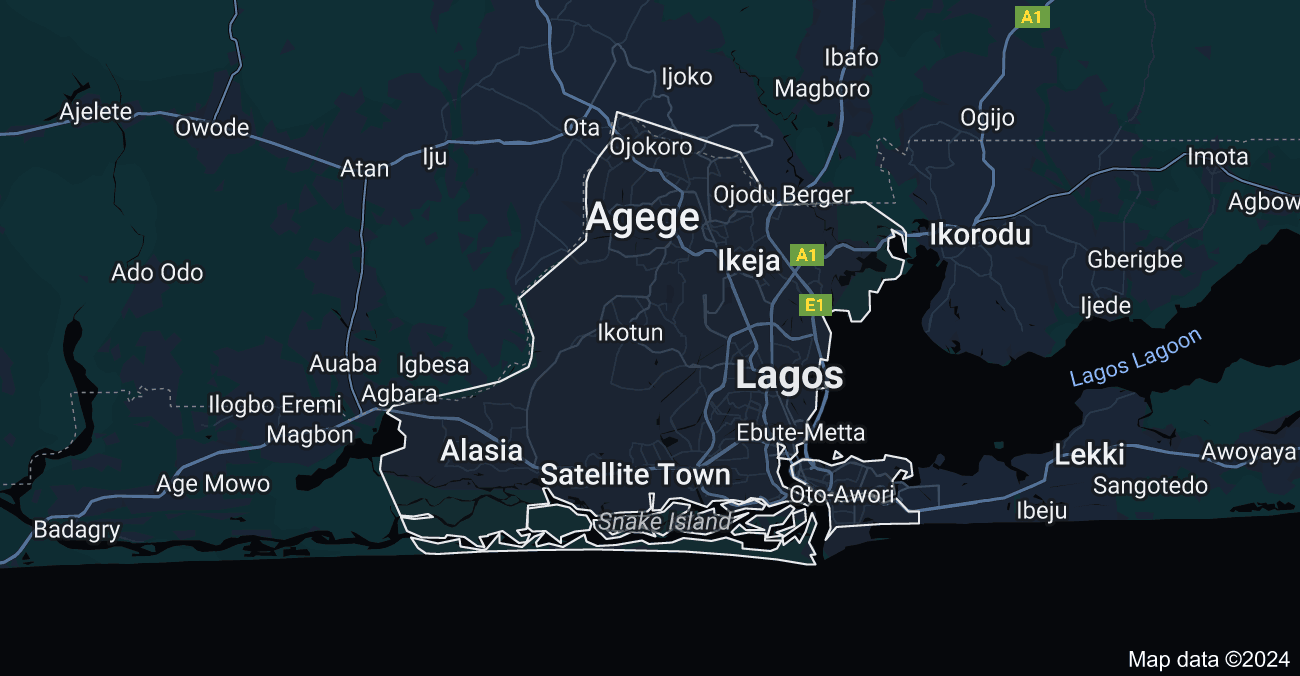 A1
Ibafo
Ijoko
Magboro
Ajelete
Owode
Ota
Ogijo
Ojokoro
Iju
Atan
Imota
Ojodu Berger
Agbow
Agege
Ikorodu
Ikeja
A1
Gberigbe
Ado Odo
E1
Ijede
Ikotun
Lagos Lagoon
Auaba
Igbesa
Lagos
Agbara
Ilogbo Eremi
Magbon
Ebute-Metta
Alasia
Lekki
Awoyaya
Satellite Town
Age Mowo
Sangotedo
Oto-Awori
Ibeju
Snake Island
Badagry
Map data ©2024